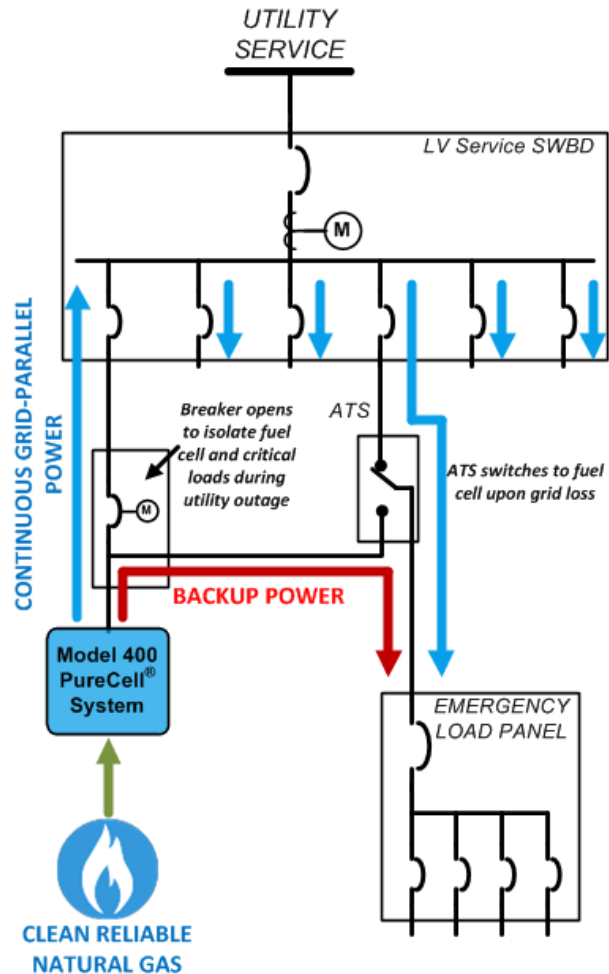 UTILITY
SERVICE
LV Service SWBD
M
CONTINUOUS GRID-PARALLEL
POWER
Breaker opens
to isolate fuel
cell and critical
loads during
utility outage
ATS
ATS switches to fuel
cell upon grid loss
M
BACKUP POWER
Model 400
PureCell®
System
EMERGENCY
LOAD PANEL
CLEAN RELIABLE
NATURAL GAS